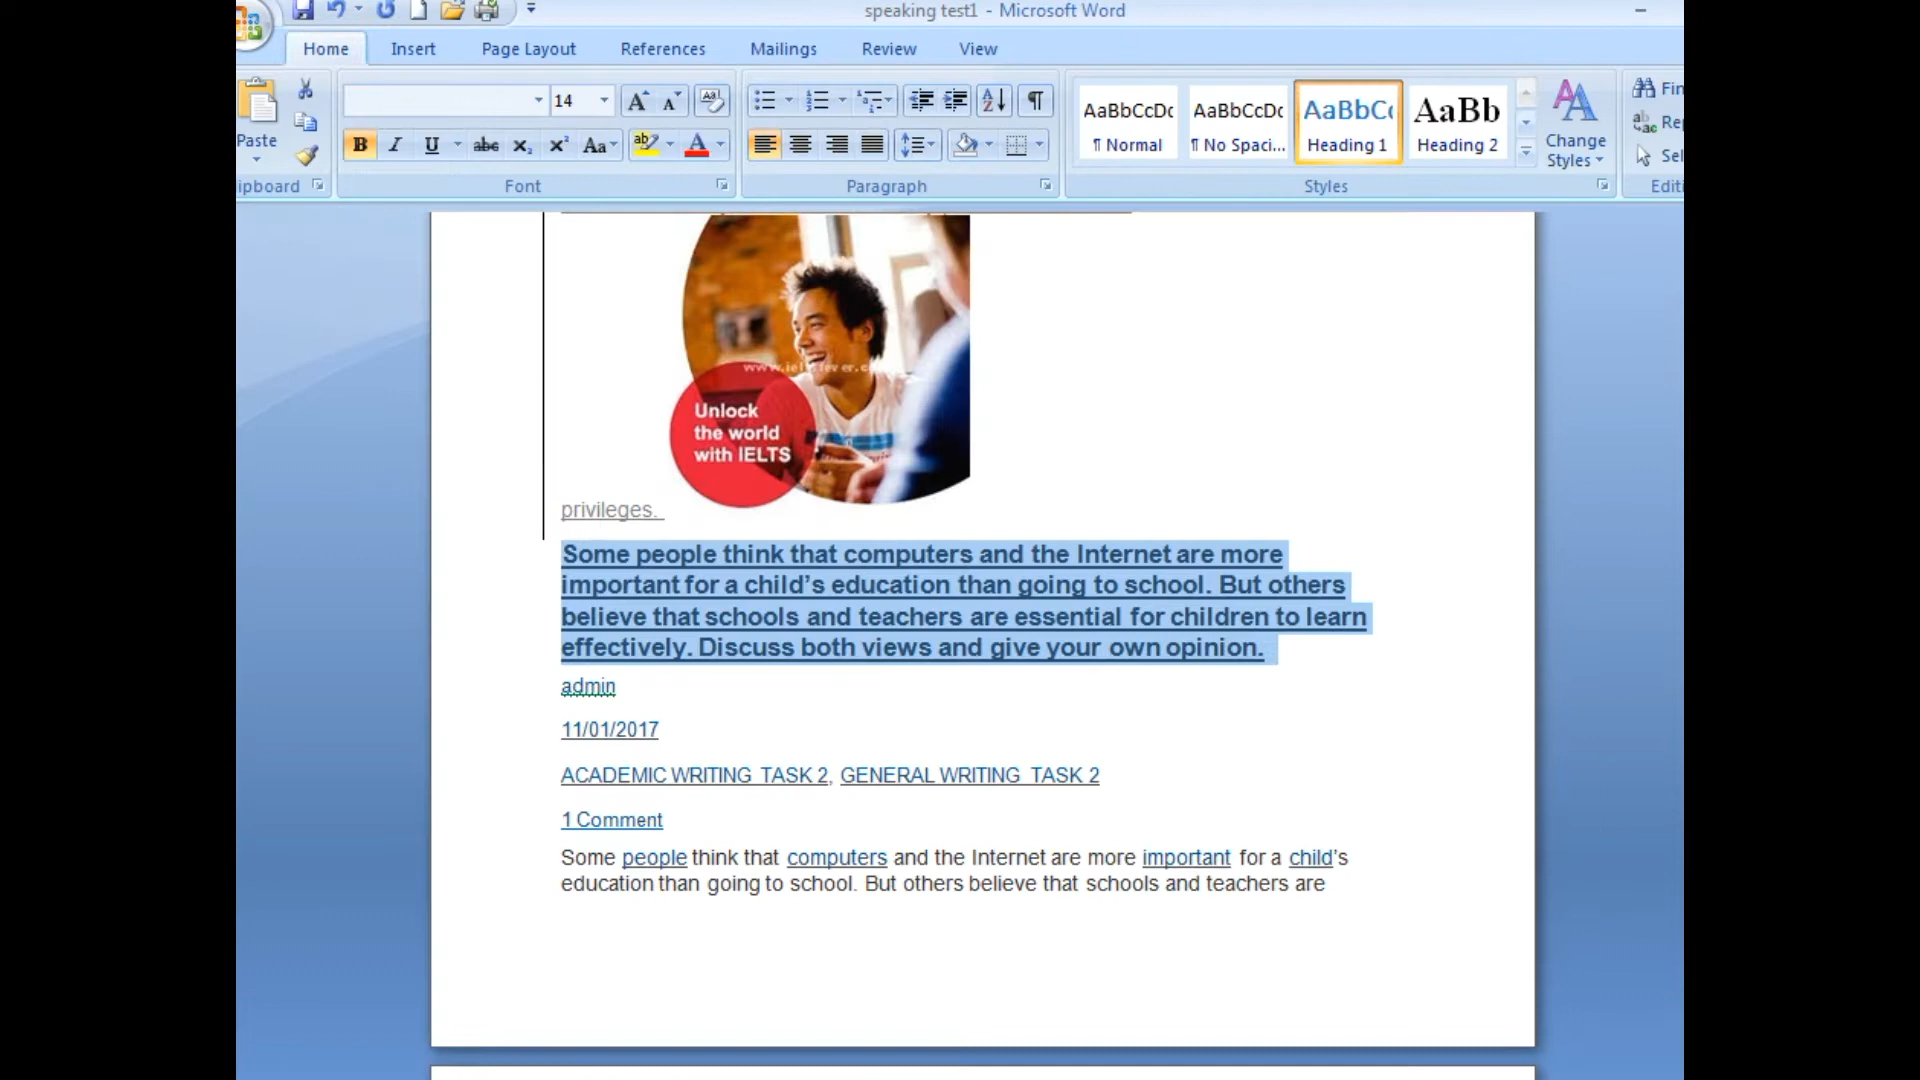 speaking test1 - Microsoft Word
Home Insert Page Layout References Mailings Review View
14
Paste
B I U abc x₂ x² Aa ab A
AaBbCcDc AaBbCcDc AaBbC AaBb
¶ Normal ¶ No Spaci... Heading 1 Heading 2
Change Styles
Font Paragraph Styles
Unlock
the world
with IELTS
privileges.
Some people think that computers and the Internet are more
important for a child's education than going to school. But others
believe that schools and teachers are essential for children to learn
effectively. Discuss both views and give your own opinion.
admin
11/01/2017
ACADEMIC WRITING TASK 2, GENERAL WRITING TASK 2
1 Comment
Some people think that computers and the Internet are more important for a child's
education than going to school. But others believe that schools and teachers are